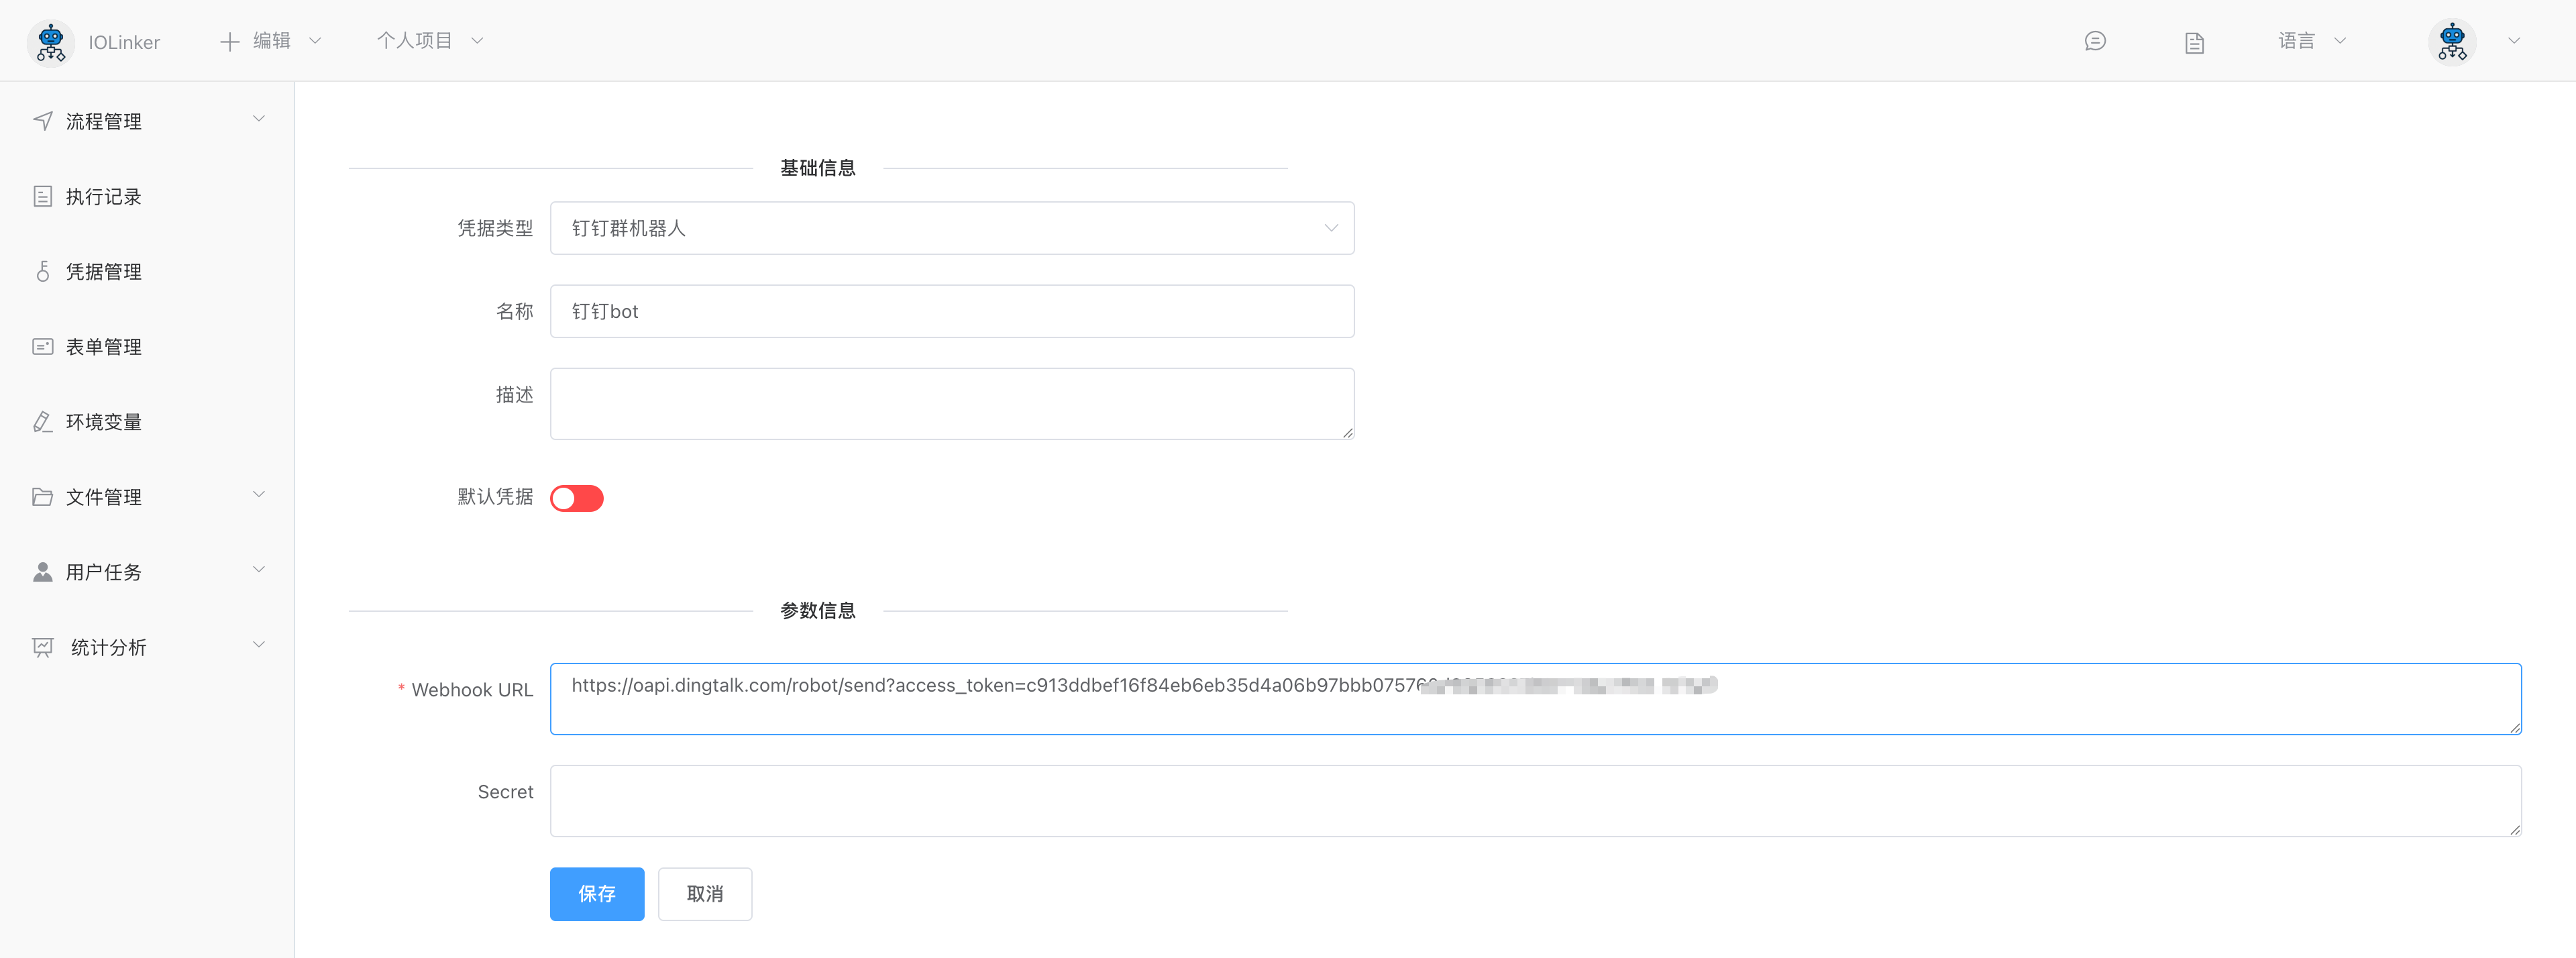 IOLinker 编辑 个人项目 语言
流程管理
执行记录
凭据管理
表单管理
环境变量
文件管理
用户任务
统计分析
基础信息
凭据类型 钉钉群机器人
名称 钉钉bot
描述
默认凭据
参数信息
* Webhook URL https://oapi.dingtalk.com/robot/send?access_token=c913ddbef16f84eb6eb35d4a06b97bbb07576
Secret
保存 取消